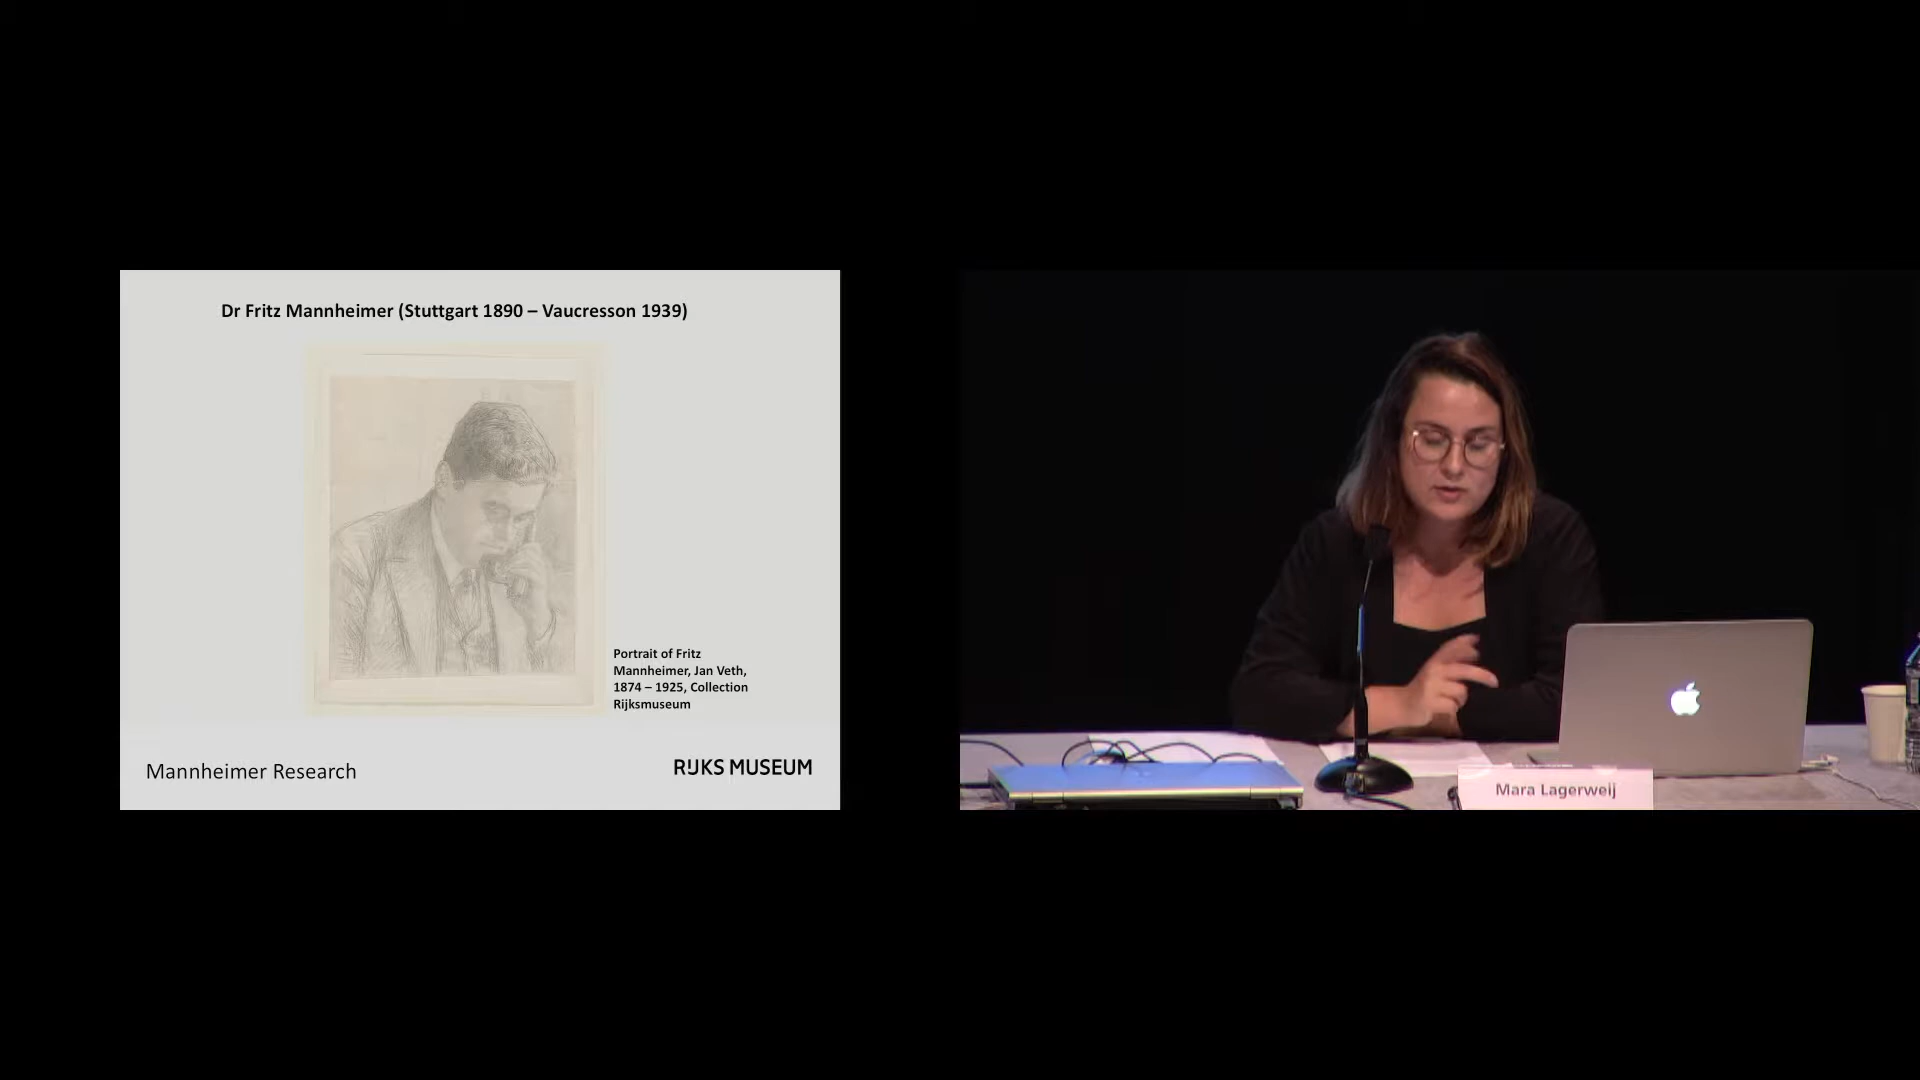 Dr Fritz Mannheimer (Stuttgart 1890 – Vaucresson 1939)
Portrait of Fritz
Mannheimer, Jan Veth,
1874 – 1925, Collection
Rijksmuseum
Mannheimer Research
RIJKS MUSEUM
Mara Lagerweij